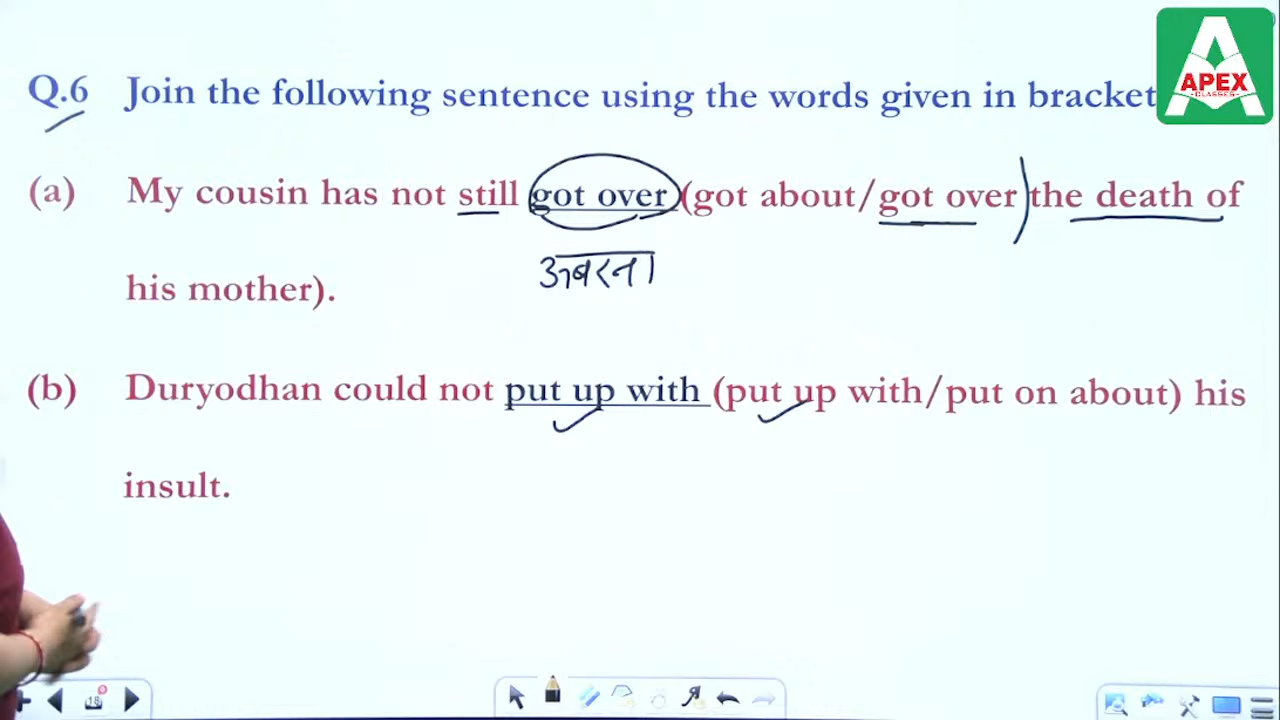 Q.6 Join the following sentence using the words given in bracket
APEX
CLASSES
(a) My cousin has not still got over (got about/got over) the death of
उबरना
his mother).
(b) Duryodhan could not put up with (put up with/put on about) his
insult.
18